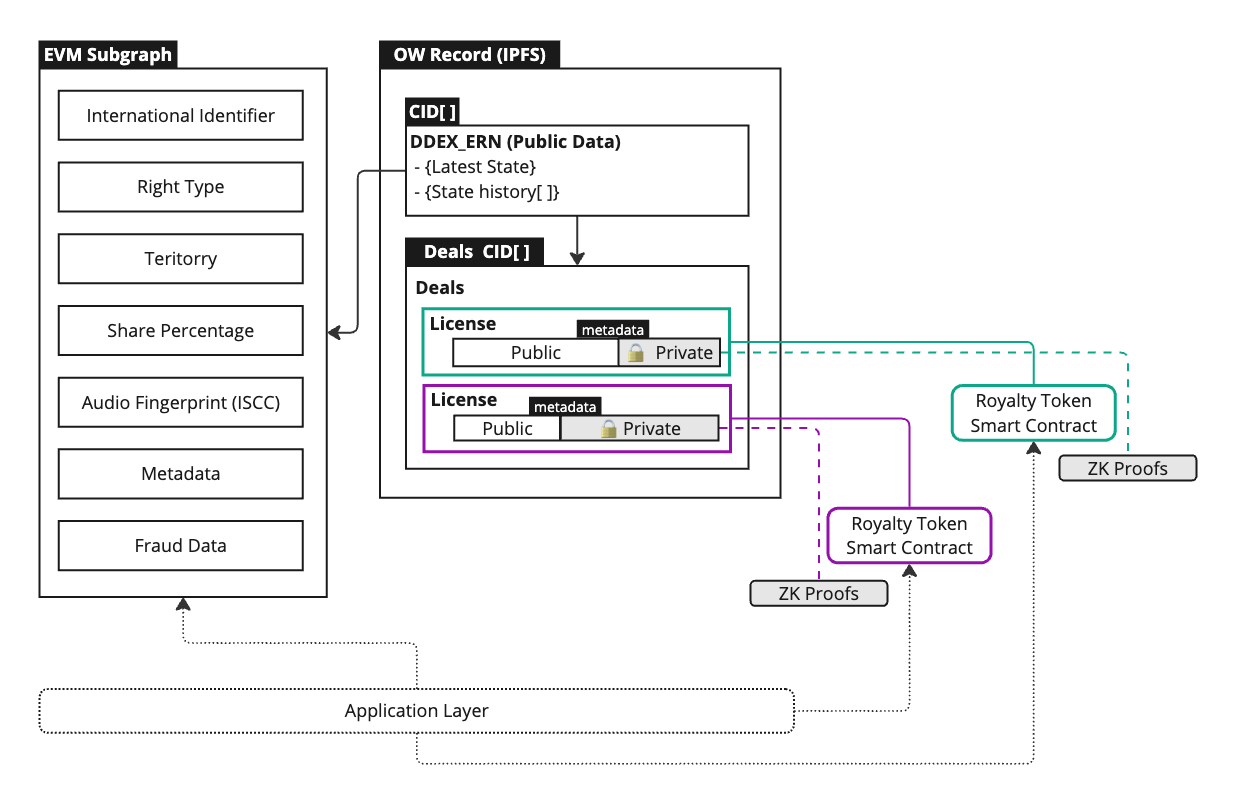 EVM Subgraph
International Identifier
Right Type
Teritorry
Share Percentage
Audio Fingerprint (ISCC)
Metadata
Fraud Data
OW Record (IPFS)
CID[ ]
DDEX_ERN (Public Data)
- {Latest State}
- {State history[ ]}
Deals CID[ ]
Deals
License
metadata
Public
Private
License
metadata
Public
Private
Royalty Token
Smart Contract
ZK Proofs
Royalty Token
Smart Contract
ZK Proofs
Application Layer